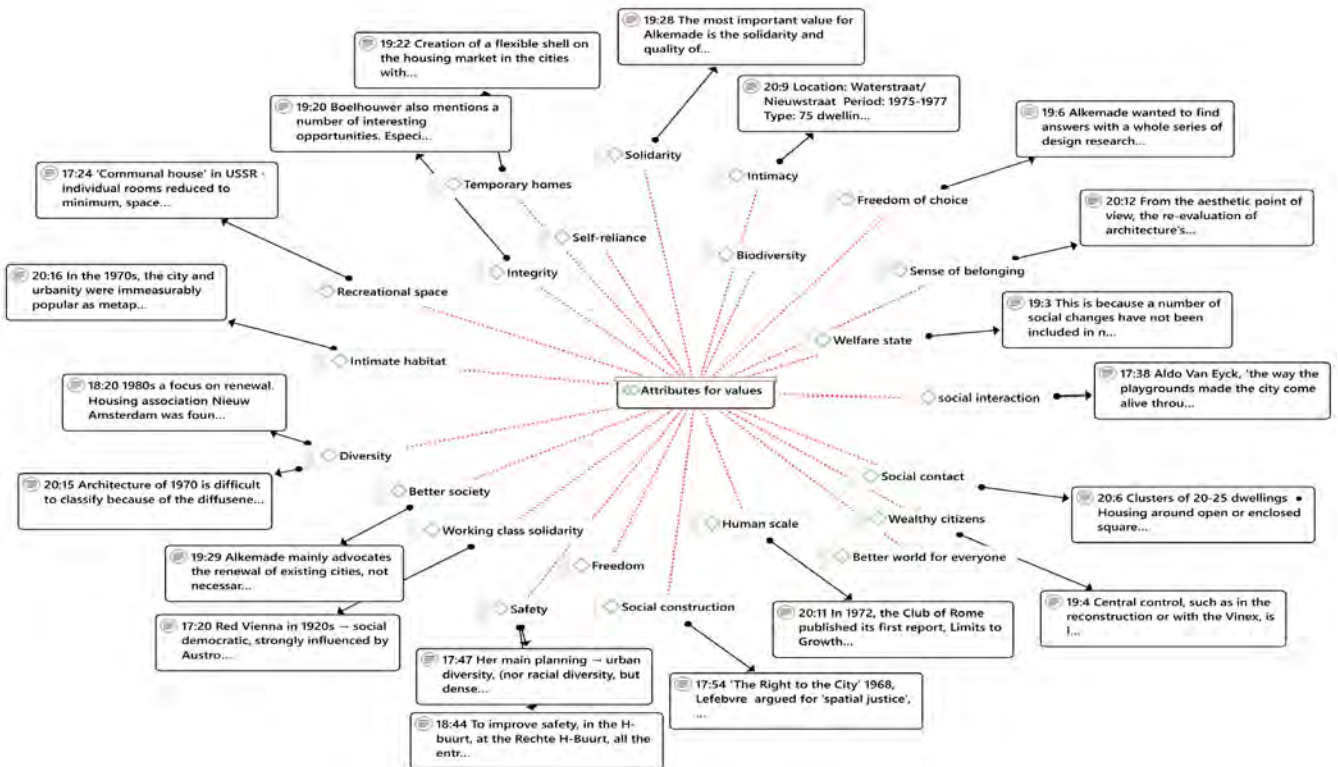 19:28 The most important value for
Alkemade is the solidarity and
quality of...
19:22 Creation of a flexible shell on
the housing market in the cities
with...
20:9 Location: Waterstraat/
Nieuwstraat Period: 1975-1977
Type: 75 dwellin...
19:20 Boelhouwer also mentions a
number of interesting
opportunities. Especi...
19:6 Alkemade wanted to find
answers with a whole series of
design research...
Solidarity
Intimacy
17:24 'Communal house' in USSR -
individual rooms reduced to
minimum, space...
Temporary homes
Freedom of choice
20:12 From the aesthetic point of
view, the re-evaluation of
architecture's...
Self-reliance
Biodiversity
Integrity
Sense of belonging
20:16 In the 1970s, the city and
urbanity were immeasurably
popular as metap...
Recreational space
19:3 This is because a number of
social changes have not been
included in n...
Welfare state
Intimate habitat
18:20 1980s a focus on renewal.
Housing association Nieuw
Amsterdam was foun...
Attributes for values
social interaction
17:38 Aldo Van Eyck, 'the way the
playgrounds made the city come
alive throu...
Diversity
20:15 Architecture of 1970 is difficult
to classify because of the diffusene...
Social contact
Better society
20:6 Clusters of 20-25 dwellings •
Housing around open or enclosed
square...
Working class solidarity
Human scale
Wealthy citizens
19:29 Alkemade mainly advocates
the renewal of existing cities, not
necessar...
Freedom
Better world for everyone
Safety
Social construction
17:20 Red Vienna in 1920s – social
democratic, strongly influenced by
Austro...
20:11 In 1972, the Club of Rome
published its first report, Limits to
Growth...
19:4 Central control, such as in the
reconstruction or with the Vinex, is
l...
17:47 Her main planning – urban
diversity, (nor racial diversity, but
dense...
17:54 'The Right to the City' 1968,
Lefebvre argued for 'spatial justice',
...
18:44 To improve safety, in the H-
buurt, at the Rechte H-Buurt, all the
entr...